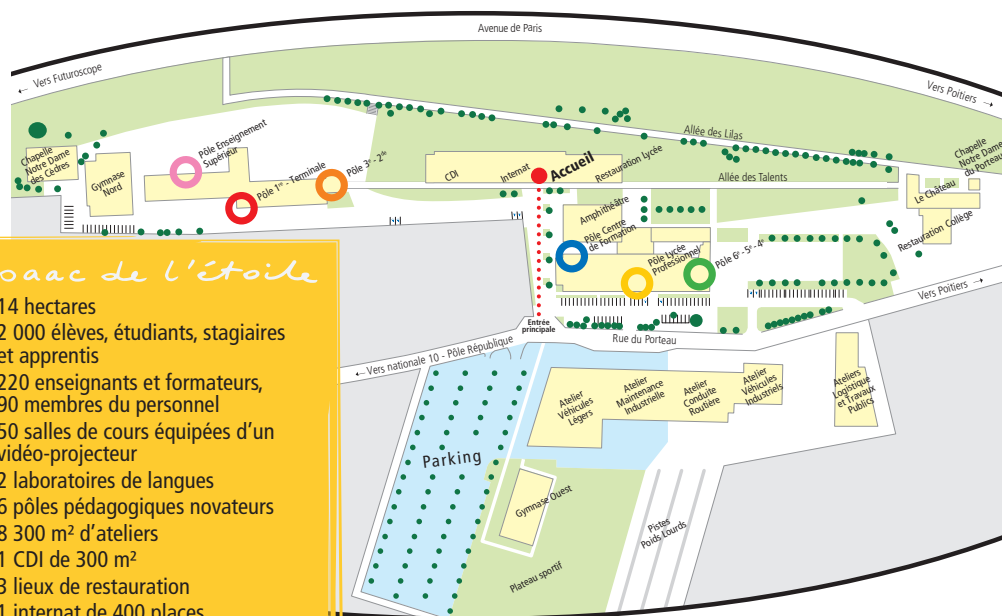 Avenue de Paris
← Vers Futuroscope
Vers Poitiers →
Allée des Lilas
Chapelle
Notre Dame
des Cèdres
Gymnase
Nord
Pôle Enseignement
Supérieur
Pôle 1re - Terminale
Pôle 3e - 2de
CDI
Internat
Accueil
Restauration Lycée
Allée des Talents
Chapelle
Notre Dame
du Porteau
Le Château
Restauration Collège
Amphithéâtre
Pôle Centre
de Formation
Pôle Lycée
Professionnel
Pôle 6e - 5e - 4e
Vers Poitiers →
Entrée
principale
Rue du Porteau
← Vers nationale 10 - Pôle République
Atelier
Véhicules
Légers
Atelier
Maintenance
Industrielle
Atelier
Conduite
Routière
Atelier
Véhicules
Industriels
Ateliers
Logistique
et Travaux
Publics
Parking
Gymnase Ouest
Plateau sportif
Pistes
Poids Lourds
saac de l'étoile
14 hectares
2 000 élèves, étudiants, stagiaires
et apprentis
220 enseignants et formateurs,
90 membres du personnel
50 salles de cours équipées d'un
vidéo-projecteur
2 laboratoires de langues
6 pôles pédagogiques novateurs
8 300 m² d'ateliers
1 CDI de 300 m²
3 lieux de restauration
1 internat de 400 places